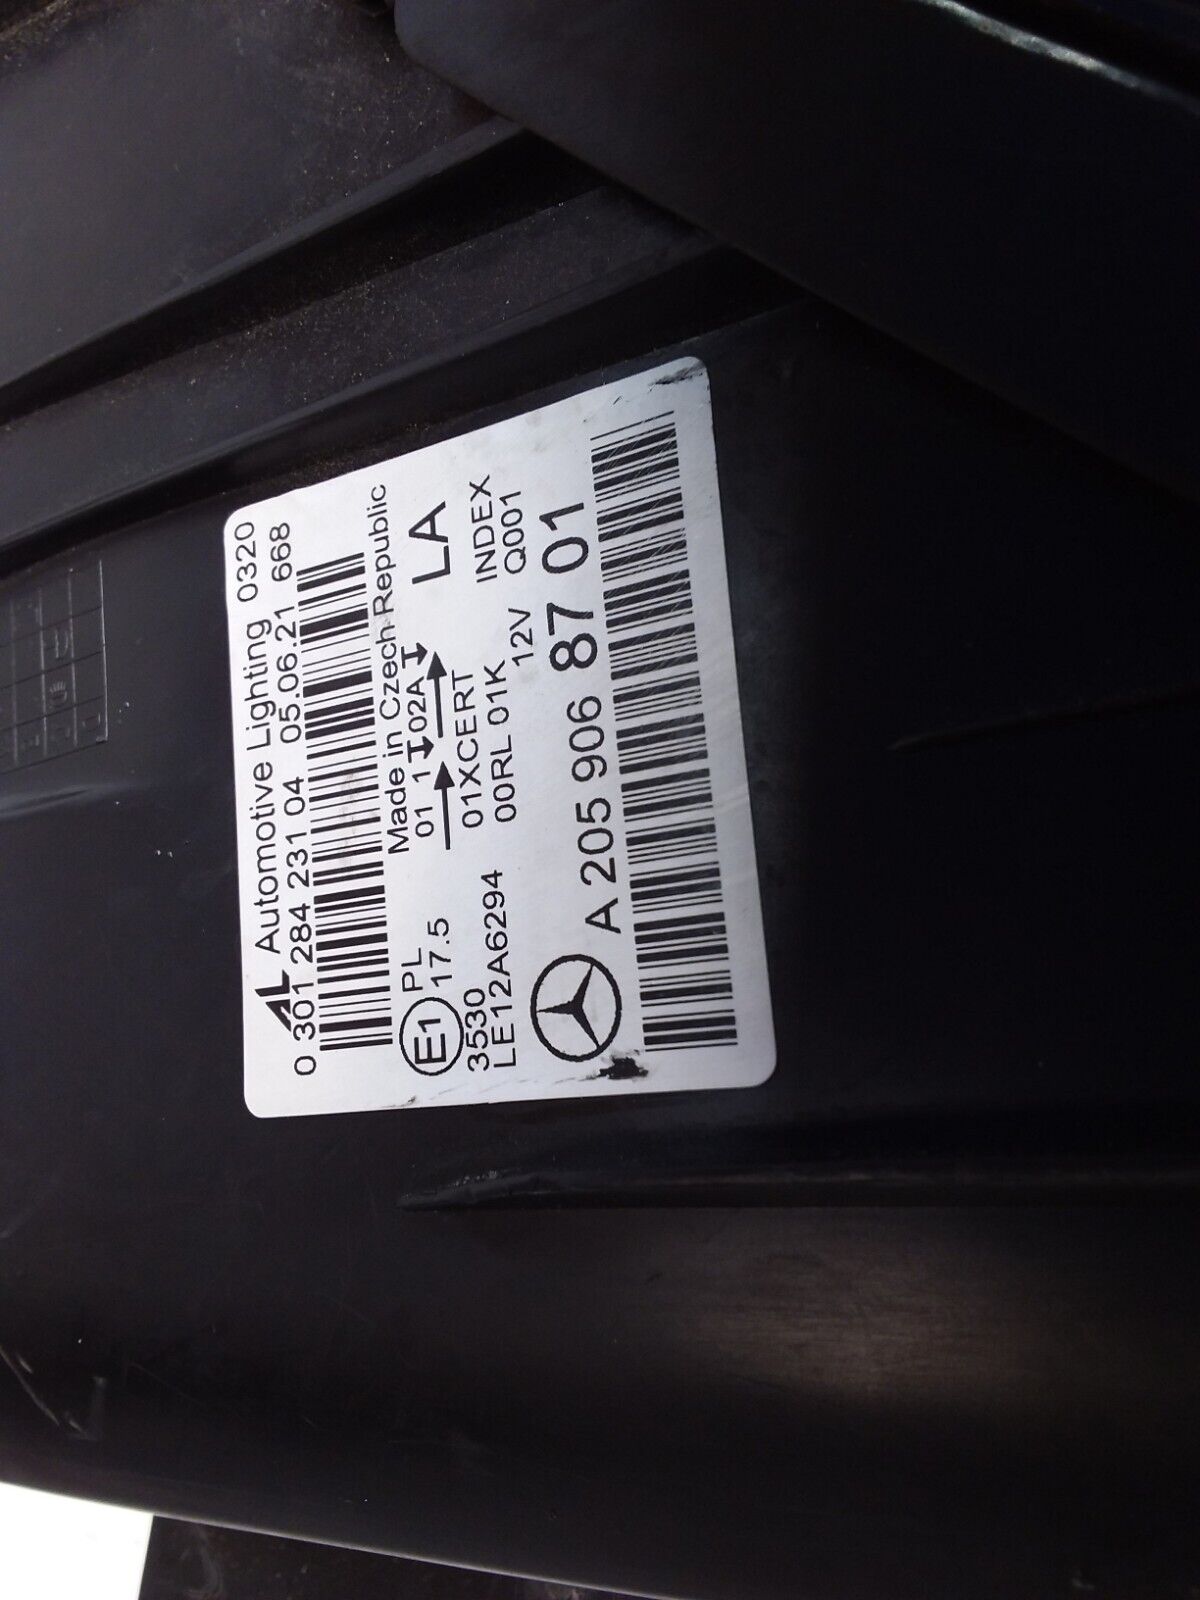 AL Automotive Lighting 0320
0 301 284 231 04 05.06.21 668
Made in Czech Republic
E1 PL 01 1 02A LA
17.5
3530 01XCERT INDEX
LE12A6294 00RL 01K Q001
12V
A 205 906 87 01